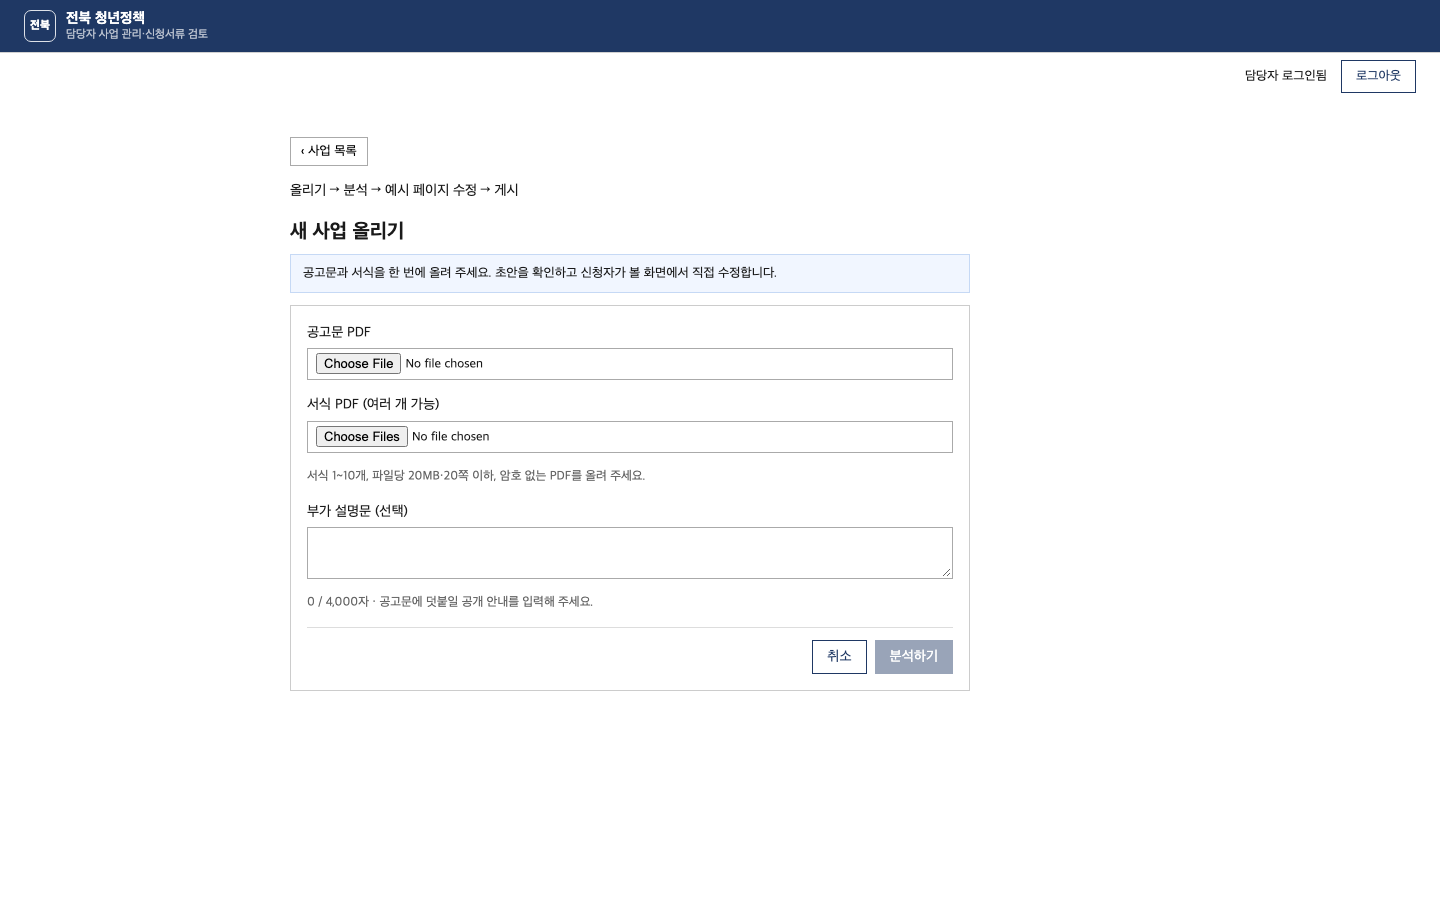 전북
전북 청년정책
담당자 사업 관리·신청서류 검토
담당자 로그인됨
로그아웃
‹ 사업 목록
올리기 → 분석 → 예시 페이지 수정 → 게시
새 사업 올리기
공고문과 서식을 한 번에 올려 주세요. 초안을 확인하고 신청자가 볼 화면에서 직접 수정합니다.
공고문 PDF
Choose File No file chosen
서식 PDF (여러 개 가능)
Choose Files No file chosen
서식 1~10개, 파일당 20MB·20쪽 이하, 암호 없는 PDF를 올려 주세요.
부가 설명문 (선택)
0 / 4,000자 · 공고문에 덧붙일 공개 안내를 입력해 주세요.
취소
분석하기